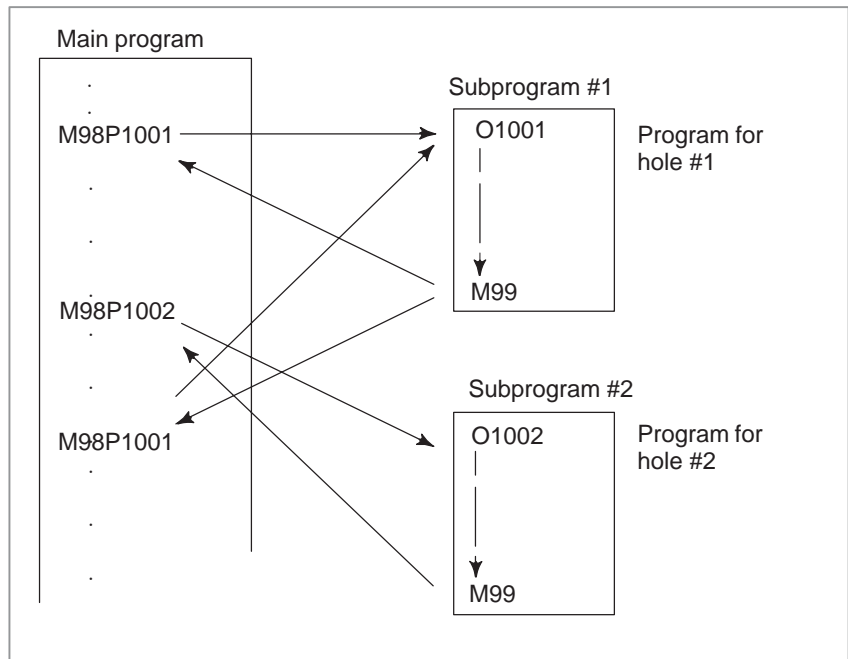 Main program
M98P1001
M98P1002
M98P1001
Subprogram #1
O1001
M99
Program for
hole #1
Subprogram #2
O1002
M99
Program for
hole #2